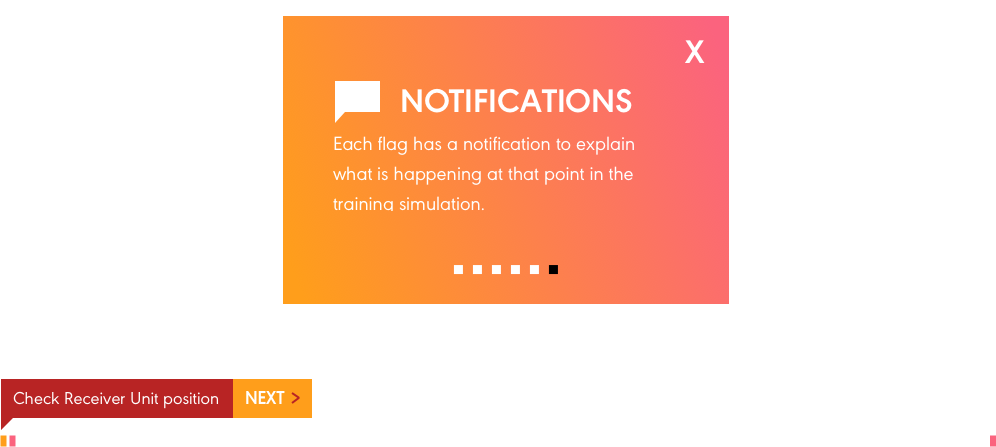 X
NOTIFICATIONS
Each flag has a notification to explain
what is happening at that point in the
training simulation.
Check Receiver Unit position NEXT >